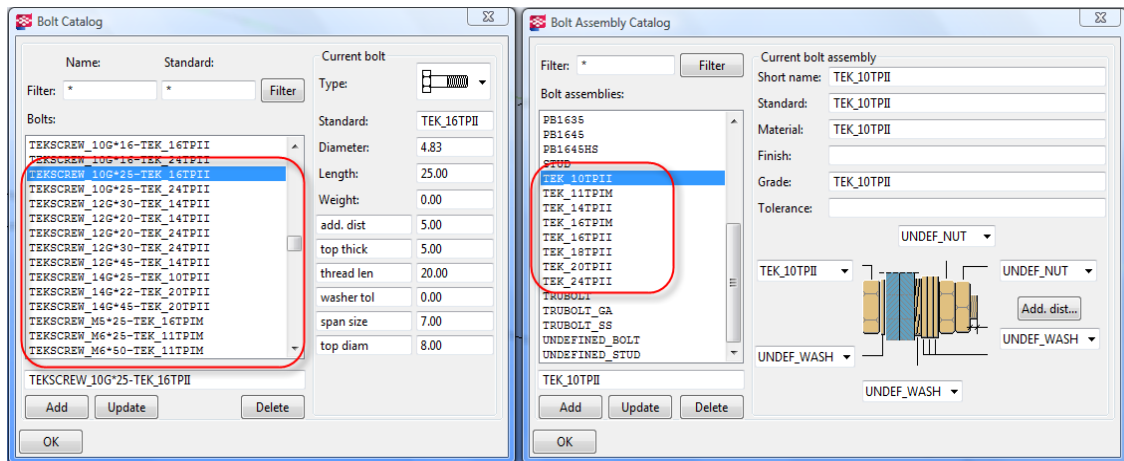 Bolt Catalog
Name: Standard:
Filter: * * Filter
Bolts:
TEKSCREW_10G*16-TEK_16TPII
TEKSCREW_10G*16-TEK_24TPII
TEKSCREW_10G*25-TEK_16TPII
TEKSCREW_10G*25-TEK_24TPII
TEKSCREW_12G*30-TEK_14TPII
TEKSCREW_12G*20-TEK_14TPII
TEKSCREW_12G*20-TEK_24TPII
TEKSCREW_12G*30-TEK_24TPII
TEKSCREW_12G*45-TEK_14TPII
TEKSCREW_14G*25-TEK_10TPII
TEKSCREW_14G*22-TEK_20TPII
TEKSCREW_14G*45-TEK_20TPII
TEKSCREW_M5*25-TEK_16TPIM
TEKSCREW_M6*25-TEK_11TPIM
TEKSCREW_M6*50-TEK_11TPIM
TEKSCREW_10G*25-TEK_16TPII
Add Update Delete
OK
Current bolt
Type:
Standard: TEK_16TPII
Diameter: 4.83
Length: 25.00
Weight: 0.00
add. dist 5.00
top thick 5.00
thread len 20.00
washer tol 0.00
span size 7.00
top diam 8.00
Bolt Assembly Catalog
Filter: * Filter
Bolt assemblies:
PB1635
PB1645
PB1645HS
STUD
TEK_10TPII
TEK_11TPIM
TEK_14TPII
TEK_16TPIM
TEK_16TPII
TEK_18TPII
TEK_20TPII
TEK_24TPII
TRUBOLT
TRUBOLT_GA
TRUBOLT_SS
UNDEFINED_BOLT
UNDEFINED_STUD
TEK_10TPII
Add Update Delete
OK
Current bolt assembly
Short name: TEK_10TPII
Standard: TEK_10TPII
Material: TEK_10TPII
Finish:
Grade: TEK_10TPII
Tolerance:
UNDEF_NUT
TEK_10TPII UNDEF_NUT
Add. dist...
UNDEF_WASH
UNDEF_WASH
UNDEF_WASH